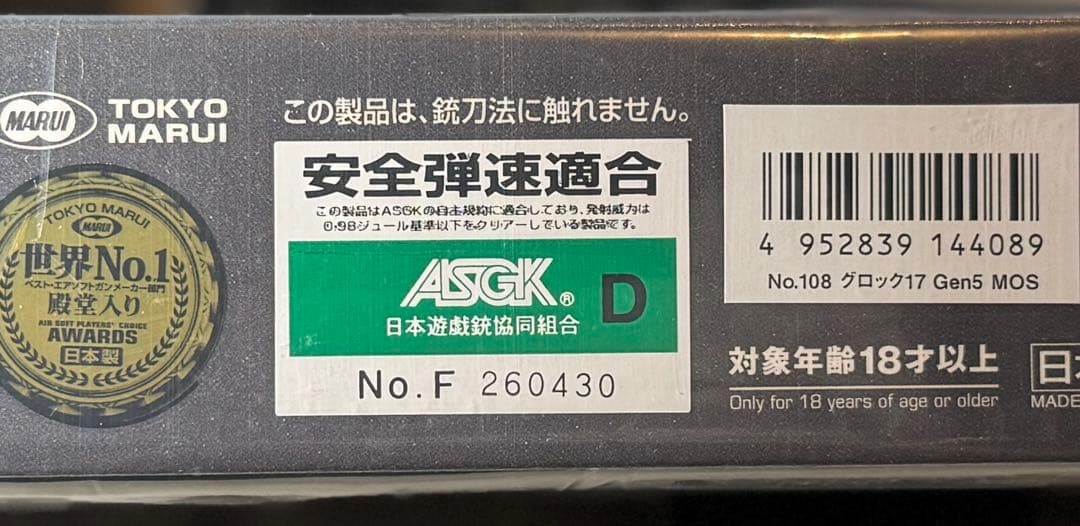 MARUI
TOKYO
MARUI
TOKYO MARUI
MARUI
世界No.1
ベスト・エアソフトガンメーカー部門
殿堂入り
AIR SOFT PLAYERS' CHOICE
AWARDS
日本製
この製品は、銃刀法に触れません。
安全弾速適合
この製品はASGKの自主規約に適合しており、発射威力は
0.98ジュール基準以下をクリアーしている製品です。
ASGK® D
日本遊戯銃協同組合
No.F 260430
4 952839 144089
No.108 グロック17 Gen5 MOS
対象年齢18才以上
Only for 18 years of age or older
日
MADE